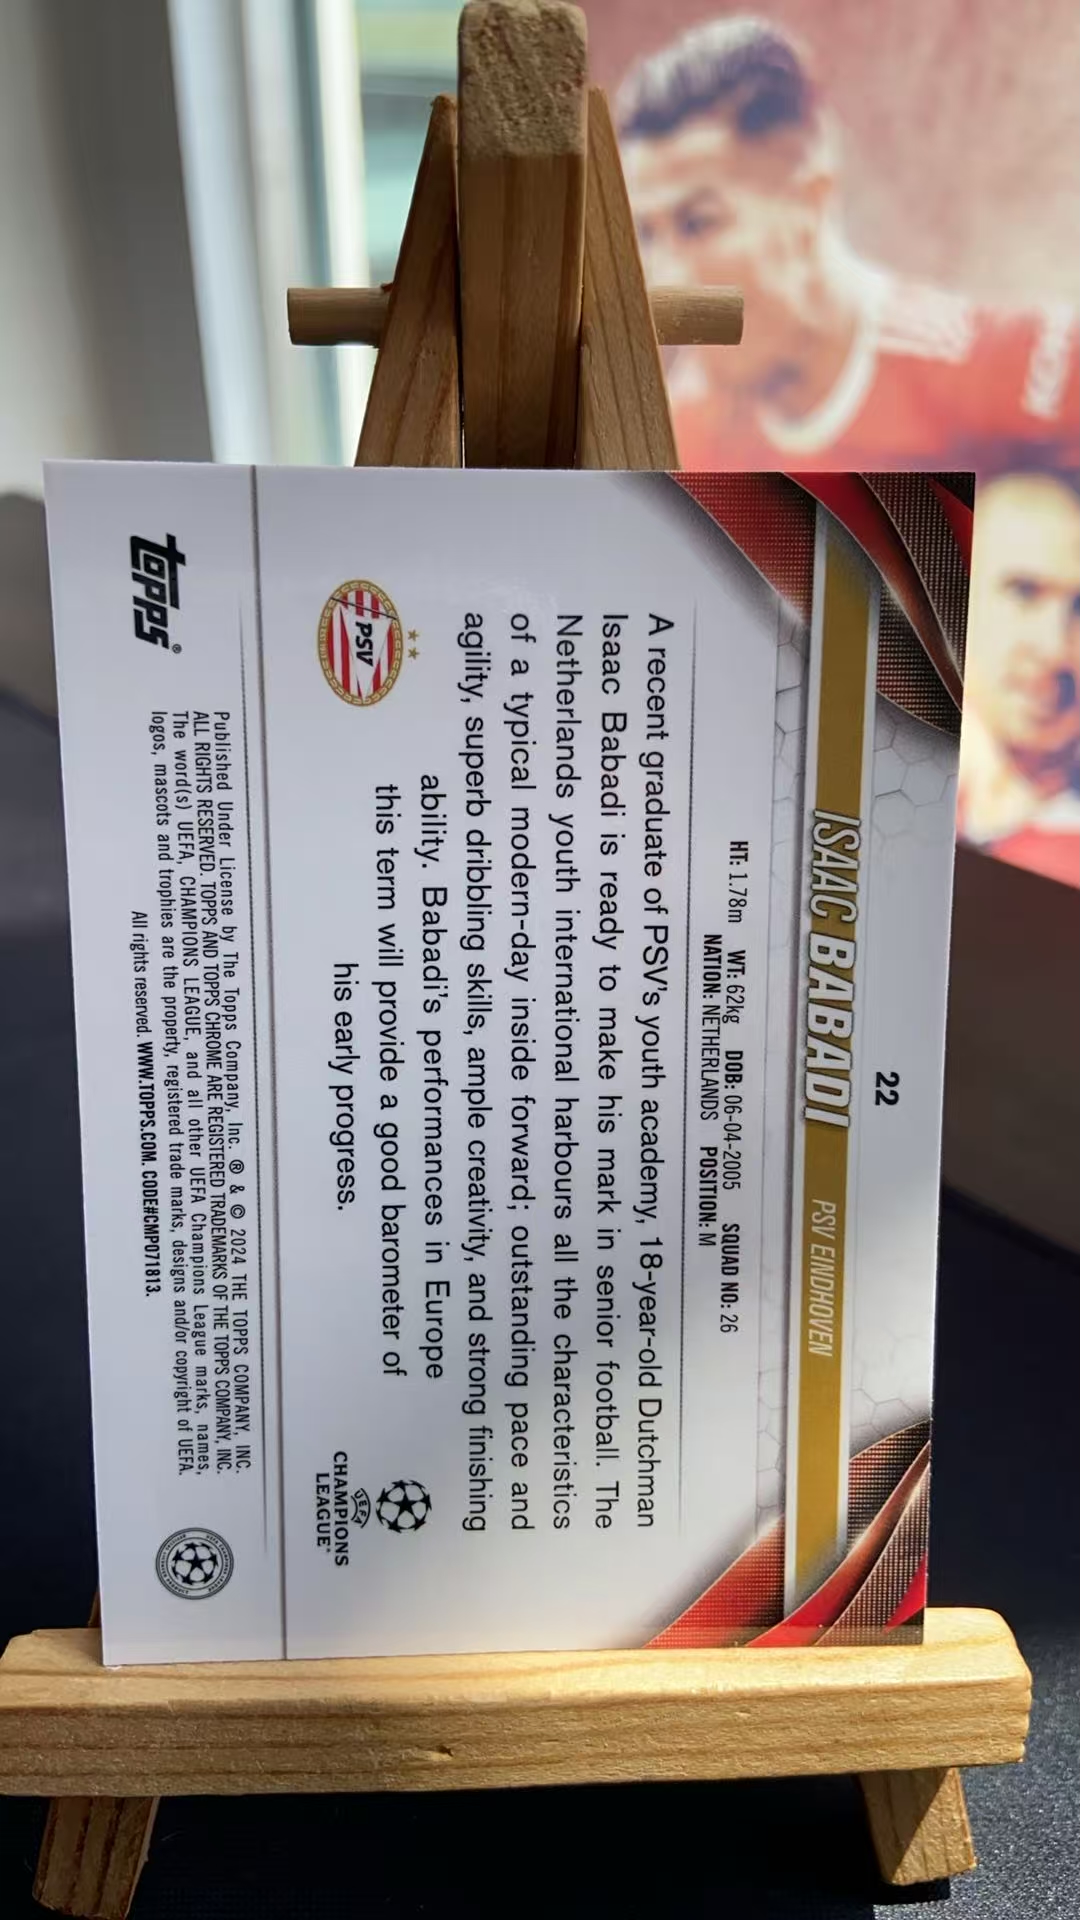 22
ISAAC BABADI PSV EINDHOVEN
HT: 1.78m WT: 62kg DOB: 06-04-2005 SQUAD NO: 26
NATION: NETHERLANDS POSITION: M
A recent graduate of PSV's youth academy, 18-year-old Dutchman
Isaac Babadi is ready to make his mark in senior football. The
Netherlands youth international harbours all the characteristics
of a typical modern-day inside forward; outstanding pace and
agility, superb dribbling skills, ample creativity, and strong finishing
ability. Babadi's performances in Europe
this term will provide a good barometer of
his early progress.
PSV
UEFA
CHAMPIONS
LEAGUE®
topps®
Published Under License by The Topps Company, Inc. ® & © 2024 THE TOPPS COMPANY, INC.
ALL RIGHTS RESERVED. TOPPS AND TOPPS CHROME ARE REGISTERED TRADEMARKS OF THE TOPPS COMPANY, INC.
The word(s) UEFA, CHAMPIONS LEAGUE, and all other UEFA Champions League marks, names,
logos, mascots and trophies are the property, registered trade marks, designs and/or copyright of UEFA.
All rights reserved. WWW.TOPPS.COM. CODE#CMP071813.